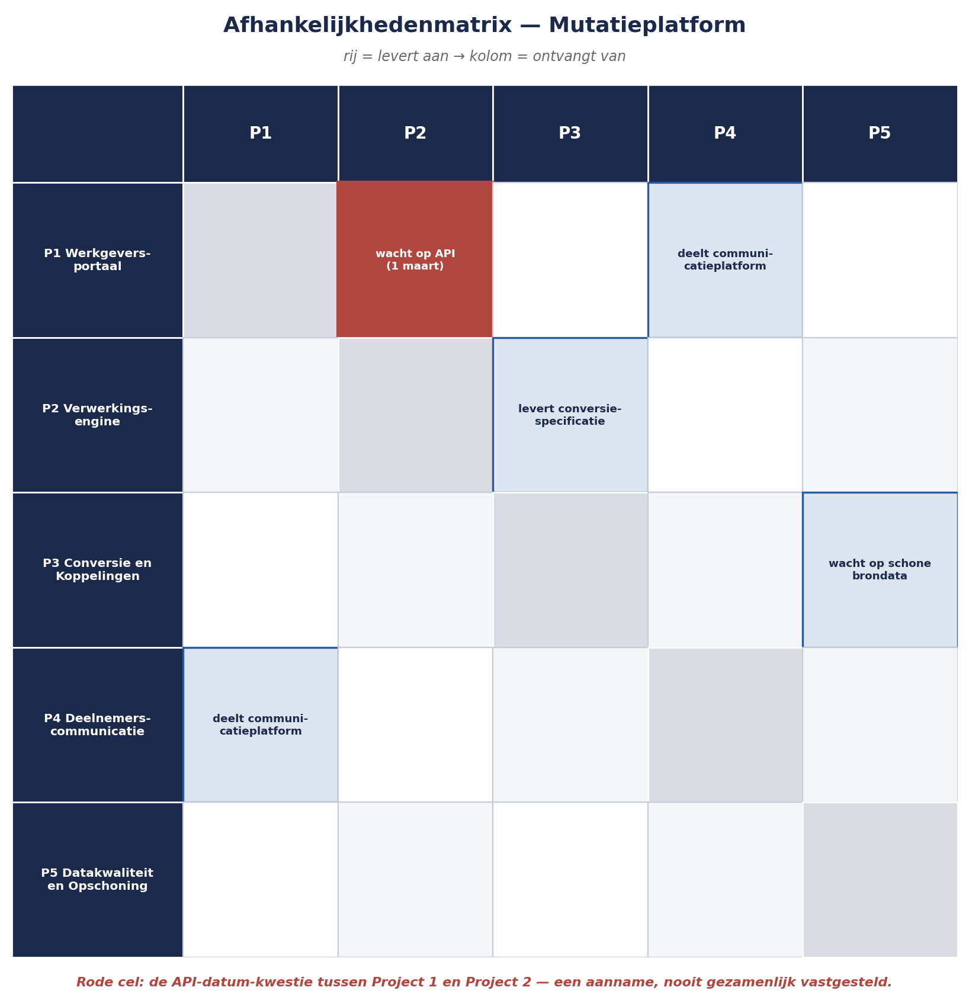 Afhankelijkhedenmatrix — Mutatieplatform
rij = levert aan → kolom = ontvangt van
P1
P2
P3
P4
P5
P1 Werkgevers-
portaal
wacht op API
(1 maart)
deelt communi-
catieplatform
P2 Verwerkings-
engine
levert conversie-
specificatie
P3 Conversie en
Koppelingen
wacht op schone
brondata
P4 Deelnemers-
communicatie
deelt communi-
catieplatform
P5 Datakwaliteit
en Opschoning
Rode cel: de API-datum-kwestie tussen Project 1 en Project 2 — een aanname, nooit gezamenlijk vastgesteld.